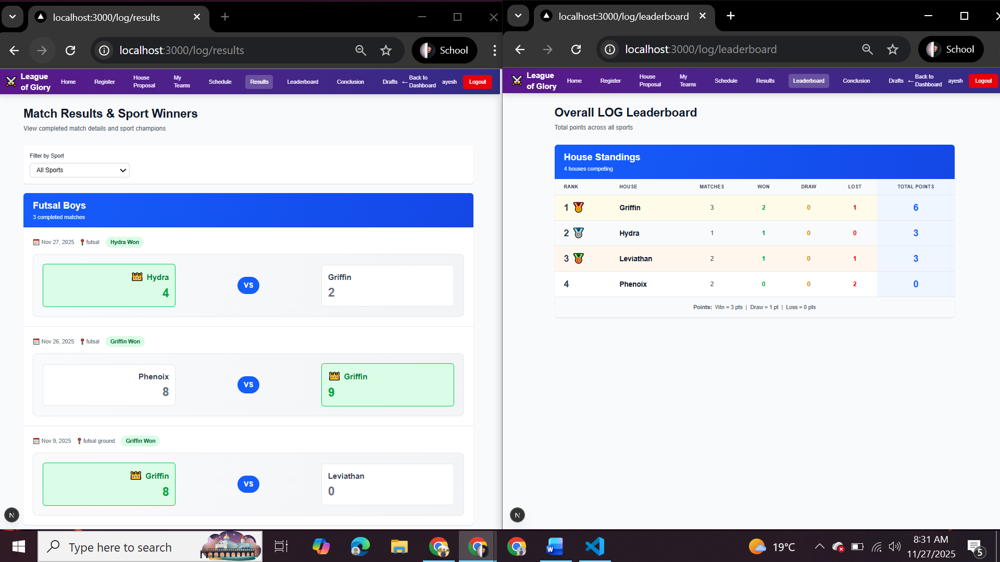 localhost:3000/log/results
localhost:3000/log/results
School
League of Glory
Home
Register
House Proposal
My Teams
Schedule
Results
Leaderboard
Conclusion
Drafts
← Back to Dashboard
ayesh
Logout
Match Results & Sport Winners
View completed match details and sport champions
Filter by Sport
All Sports
Futsal Boys
3 completed matches
Nov 27, 2025 futsal Hydra Won
Hydra
4
VS
Griffin
2
Nov 26, 2025 futsal Griffin Won
Phenoix
8
VS
Griffin
9
Nov 9, 2025 futsal ground Griffin Won
Griffin
8
VS
Leviathan
0
N
localhost:3000/log/leaderboard
localhost:3000/log/leaderboard
School
League of Glory
Home
Register
House Proposal
My Teams
Schedule
Results
Leaderboard
Conclusion
Drafts
← Back to Dashboard
ayesh
Logout
Overall LOG Leaderboard
Total points across all sports
House Standings
4 houses competing
RANK HOUSE MATCHES WON DRAW LOST TOTAL POINTS
1 Griffin 3 2 0 1 6
2 Hydra 1 1 0 0 3
3 Leviathan 2 1 0 1 3
4 Phenoix 2 0 0 2 0
Points: Win = 3 pts | Draw = 1 pt | Loss = 0 pts
N
Type here to search
19°C
8:31 AM
11/27/2025
5